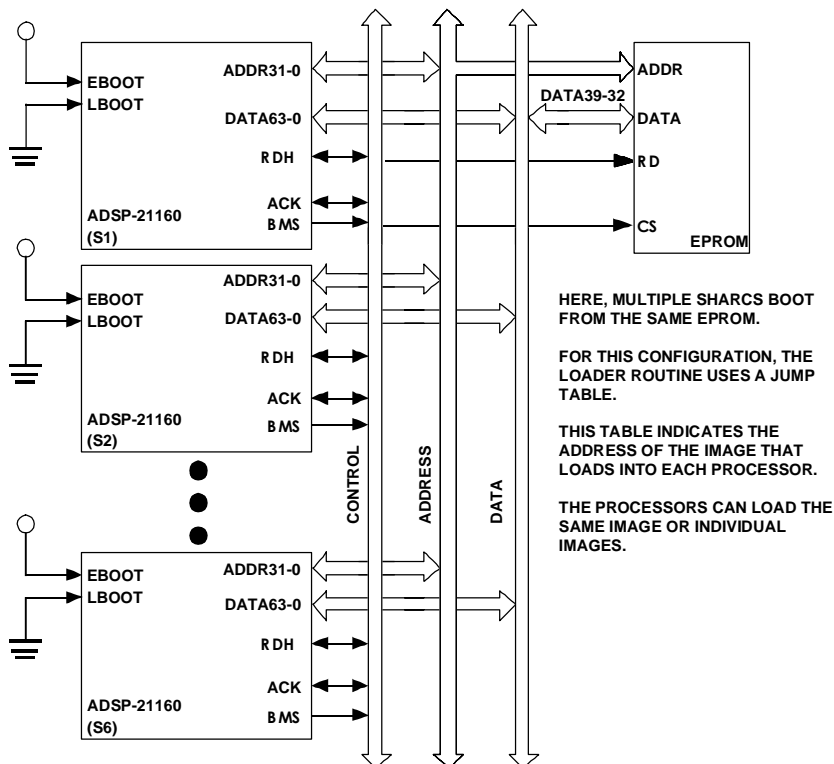 EBOOT
LBOOT
ADDR31-0
DATA63-0
RDH
ACK
BMS
ADSP-21160
(S1)
DATA39-32
ADDR
DATA
RD
CS
EPROM
EBOOT
LBOOT
ADDR31-0
DATA63-0
RDH
ACK
BMS
ADSP-21160
(S2)
HERE, MULTIPLE SHARCS BOOT
FROM THE SAME EPROM.
FOR THIS CONFIGURATION, THE
LOADER ROUTINE USES A JUMP
TABLE.
THIS TABLE INDICATES THE
ADDRESS OF THE IMAGE THAT
LOADS INTO EACH PROCESSOR.
THE PROCESSORS CAN LOAD THE
SAME IMAGE OR INDIVIDUAL
IMAGES.
CONTROL
ADDRESS
DATA
EBOOT
LBOOT
ADDR31-0
DATA63-0
RDH
ACK
BMS
ADSP-21160
(S6)